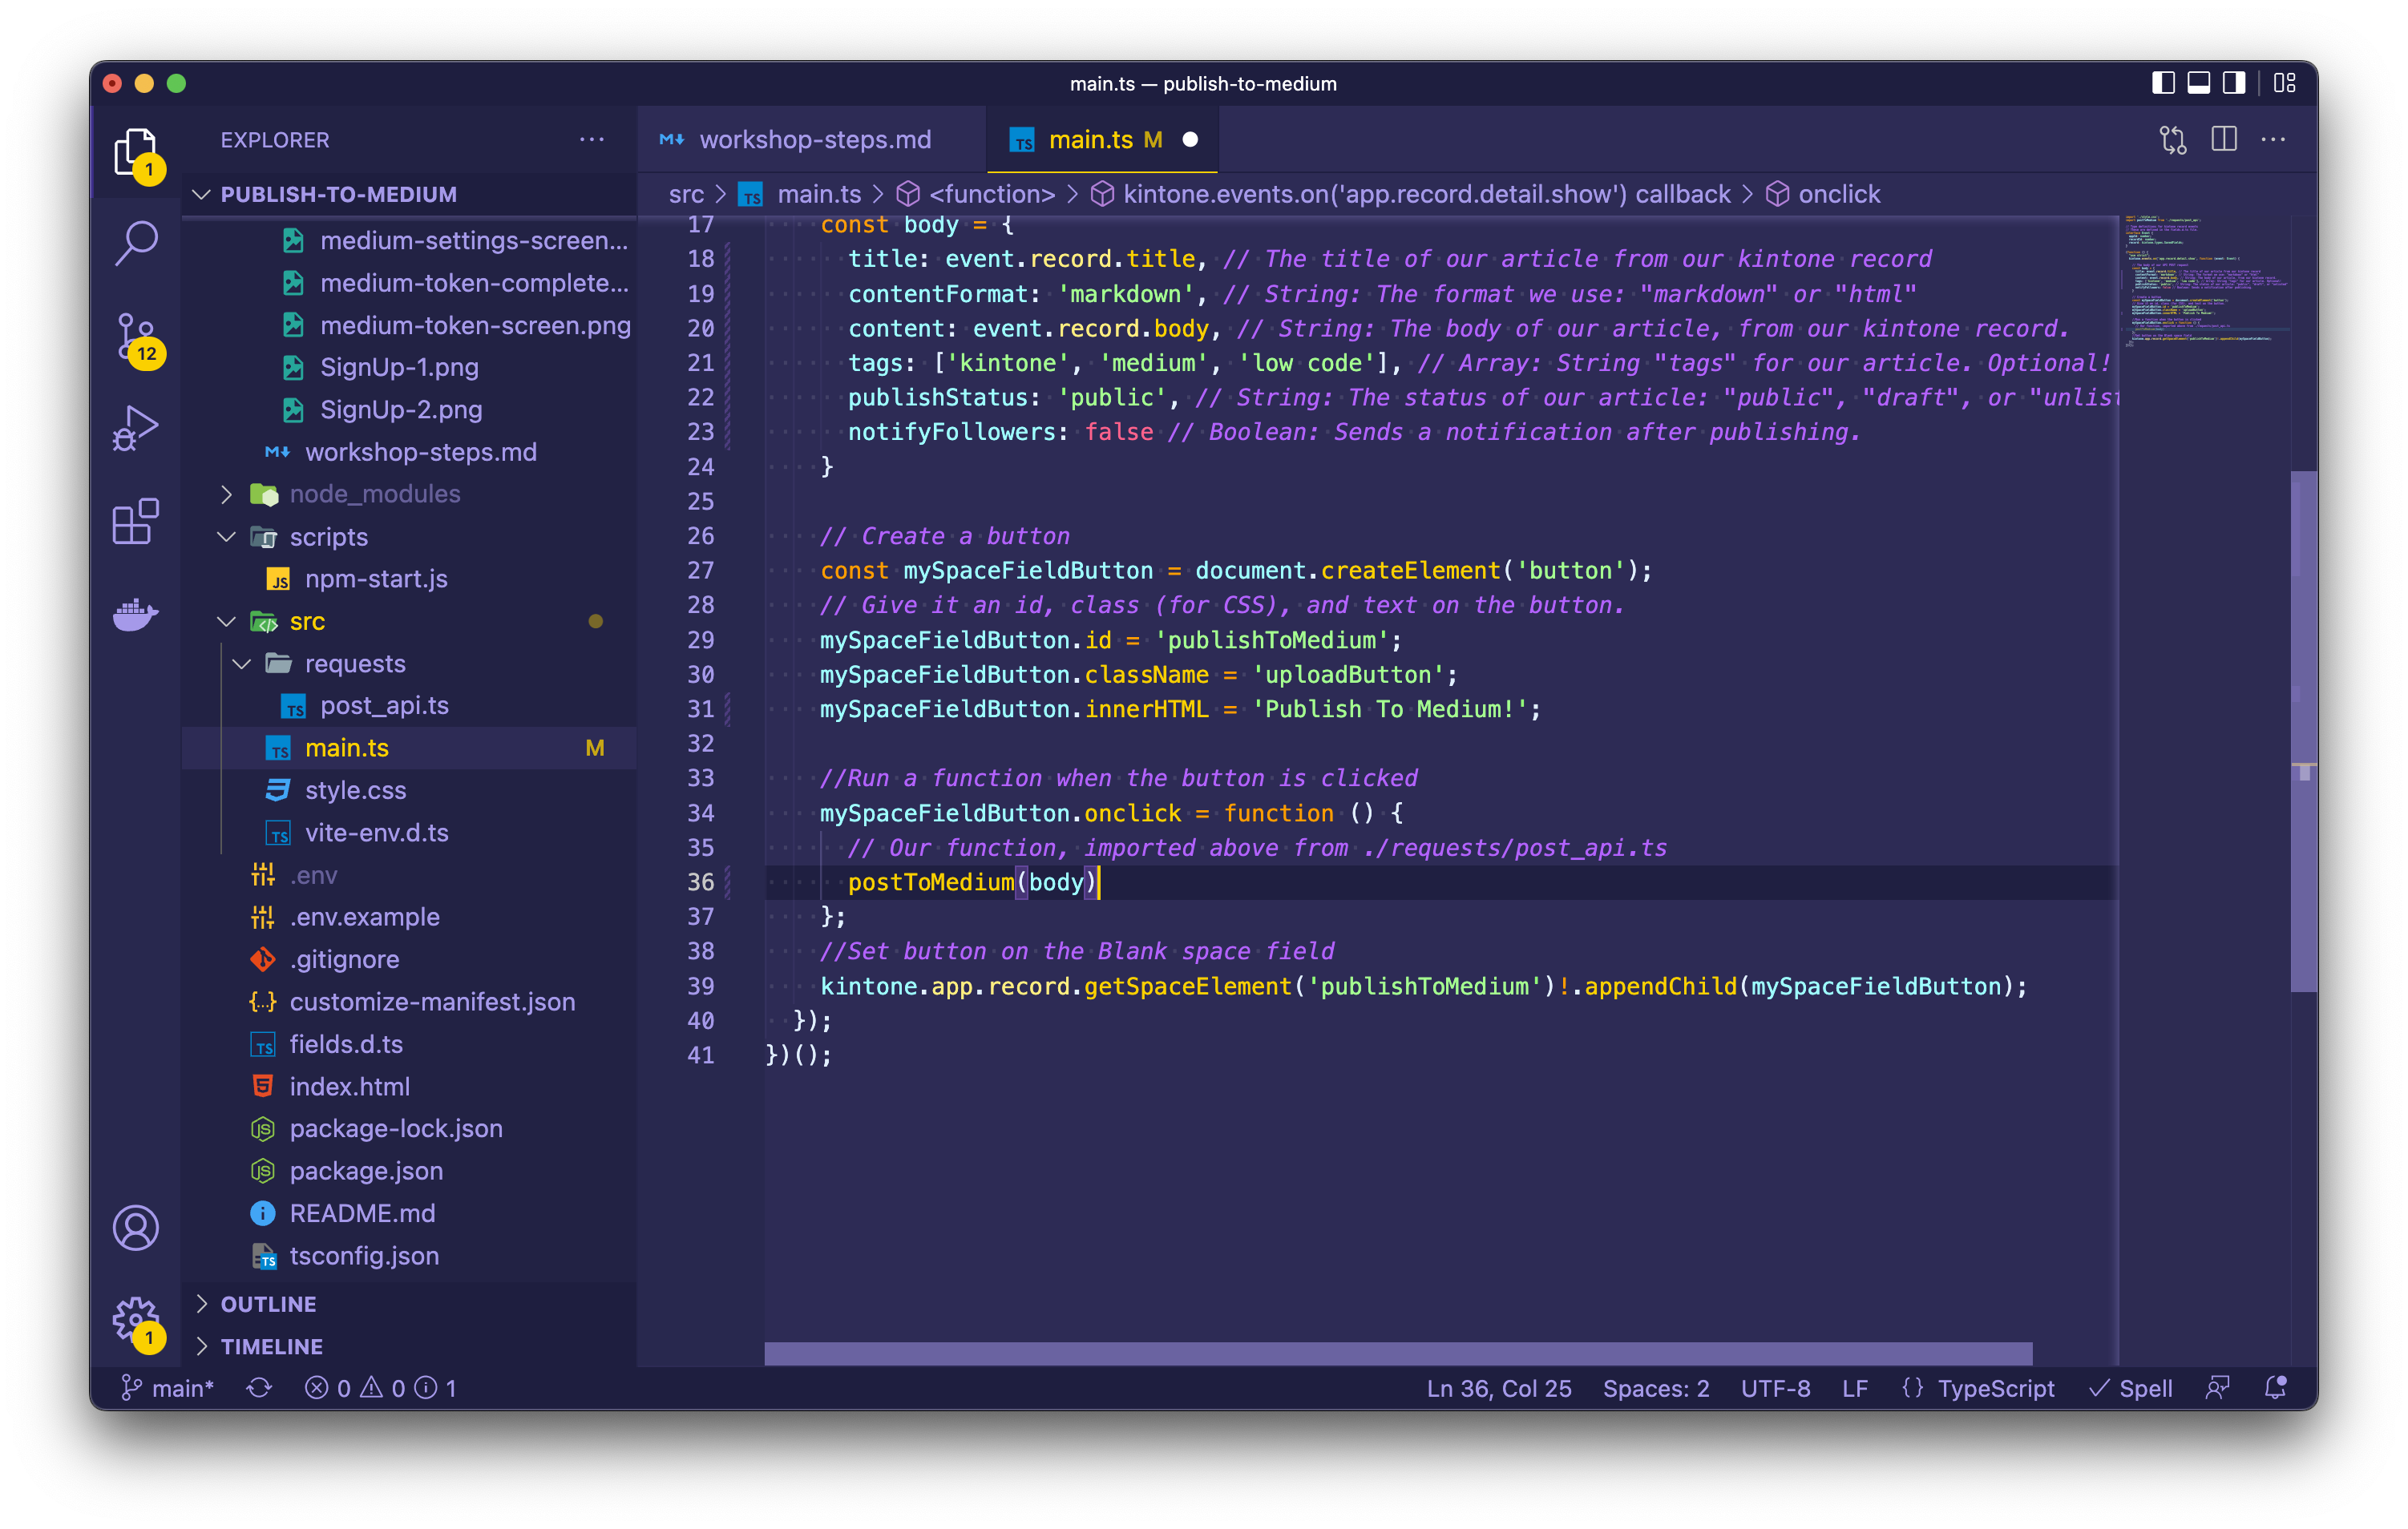 main.ts — publish-to-medium
EXPLORER
workshop-steps.md
main.ts M
PUBLISH-TO-MEDIUM
src > main.ts > <function> > kintone.events.on('app.record.detail.show') callback > onclick
medium-settings-screen...
medium-token-complete...
medium-token-screen.png
SignUp-1.png
SignUp-2.png
workshop-steps.md
node_modules
scripts
npm-start.js
src
requests
post_api.ts
main.ts M
style.css
vite-env.d.ts
.env
.env.example
.gitignore
customize-manifest.json
fields.d.ts
index.html
package-lock.json
package.json
README.md
tsconfig.json
OUTLINE
TIMELINE
1
12
1
17 const body = {
18 title: event.record.title, // The title of our article from our kintone record
19 contentFormat: 'markdown', // String: The format we use: "markdown" or "html"
20 content: event.record.body, // String: The body of our article, from our kintone record.
21 tags: ['kintone', 'medium', 'low code'], // Array: String "tags" for our article. Optional!
22 publishStatus: 'public', // String: The status of our article: "public", "draft", or "unlist
23 notifyFollowers: false // Boolean: Sends a notification after publishing.
24 }
25
26 // Create a button
27 const mySpaceFieldButton = document.createElement('button');
28 // Give it an id, class (for CSS), and text on the button.
29 mySpaceFieldButton.id = 'publishToMedium';
30 mySpaceFieldButton.className = 'uploadButton';
31 mySpaceFieldButton.innerHTML = 'Publish To Medium!';
32
33 //Run a function when the button is clicked
34 mySpaceFieldButton.onclick = function () {
35 // Our function, imported above from ./requests/post_api.ts
36 postToMedium(body)
37 };
38 //Set button on the Blank space field
39 kintone.app.record.getSpaceElement('publishToMedium')!.appendChild(mySpaceFieldButton);
40 });
41 })();
main* 0 0 1 Ln 36, Col 25 Spaces: 2 UTF-8 LF {} TypeScript Spell